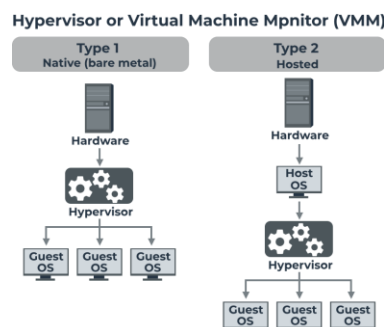 Hypervisor or Virtual Machine Mpnitor (VMM)
Type 1
Native (bare metal)
Hardware
Hypervisor
Guest OS
Guest OS
Guest OS
Type 2
Hosted
Hardware
Host OS
Hypervisor
Guest OS
Guest OS
Guest OS